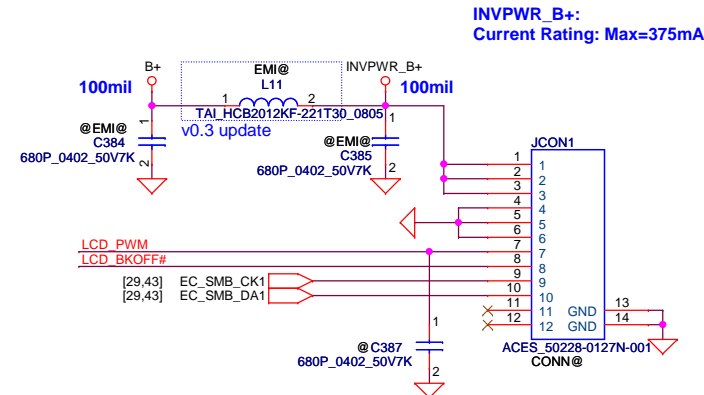 INVPWR_B+:
Current Rating: Max=375mA
B+
EMI@
INVPWR_B+
100mil
L11
100mil
1
2
TAI_HCB2012KF-221T30_0805
v0.3 update
1
@EMI@
C384
680P_0402_50V7K
2
1
@EMI@
C385
680P_0402_50V7K
2
JCON1
1
1
2
2
3
3
4
4
5
5
6
6
LCD_PWM
7
7
LCD_BKOFF#
8
8
[29,43] EC_SMB_CK1
9
9
[29,43] EC_SMB_DA1
10
10
11
11
GND
13
12
12
GND
14
1
@C387
680P_0402_50V7K
2
ACES_50228-0127N-001
CONN@